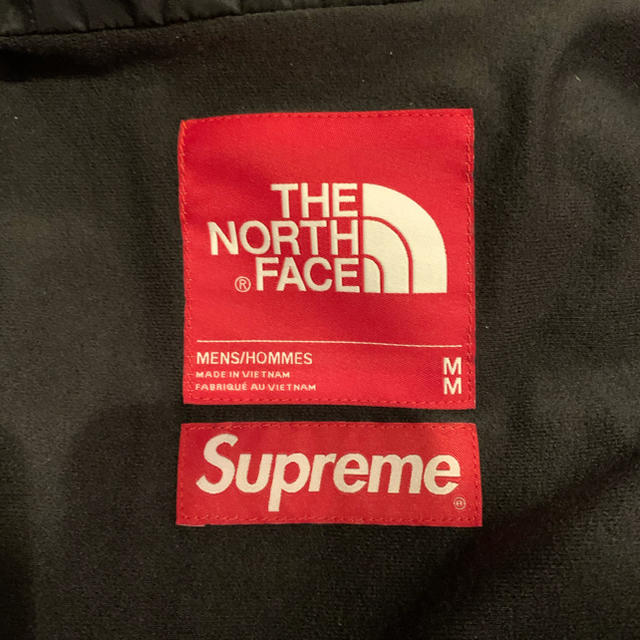 THE
NORTH
FACE
®
MENS/HOMMES
MADE IN VIETNAM
FABRIQUÉ AU VIETNAM
M
M
Supreme
®